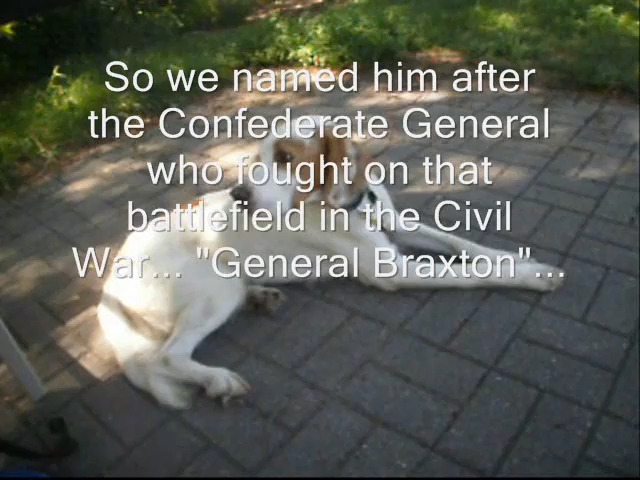 So we named him after
the Confederate General
who fought on that
battlefield in the Civil
War... "General Braxton"...